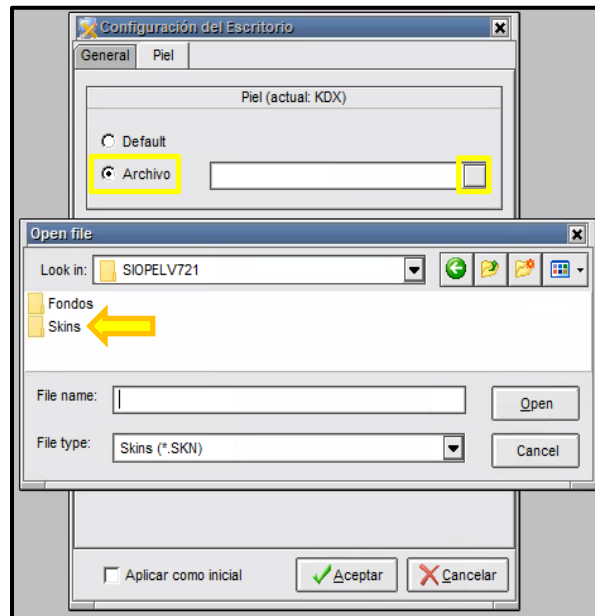 Configuración del Escritorio
General Piel
Piel (actual: KDX)
Default
Archivo
Open file
Look in: SIOPELV721
Fondos
Skins
File name:
Open
File type: Skins (*.SKN)
Cancel
Aplicar como inicial Aceptar Cancelar